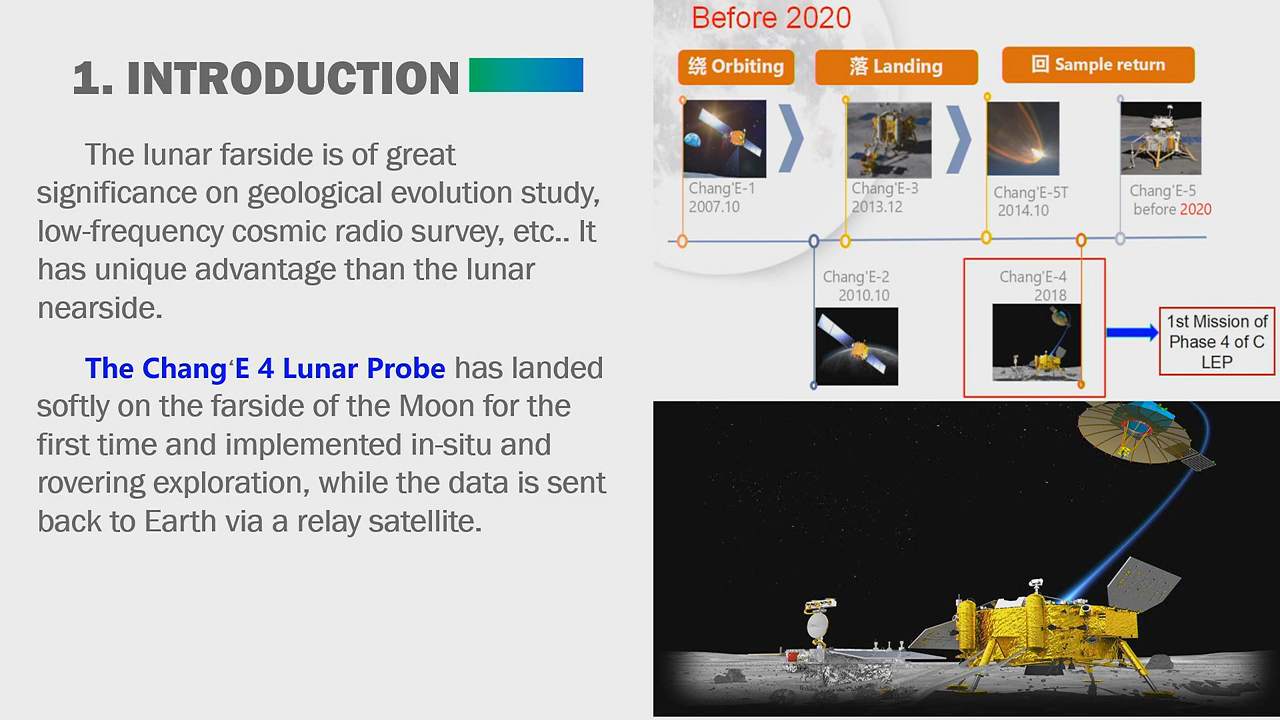 1. INTRODUCTION
The lunar farside is of great
significance on geological evolution study,
low-frequency cosmic radio survey, etc.. It
has unique advantage than the lunar
nearside.
The Chang‘E 4 Lunar Probe has landed
softly on the farside of the Moon for the
first time and implemented in-situ and
rovering exploration, while the data is sent
back to Earth via a relay satellite.
Before 2020
绕 Orbiting
落 Landing
回 Sample return
Chang'E-1
2007.10
Chang'E-3
2013.12
Chang'E-5T
2014.10
Chang'E-5
before 2020
Chang'E-2
2010.10
Chang'E-4
2018
1st Mission of
Phase 4 of C
LEP